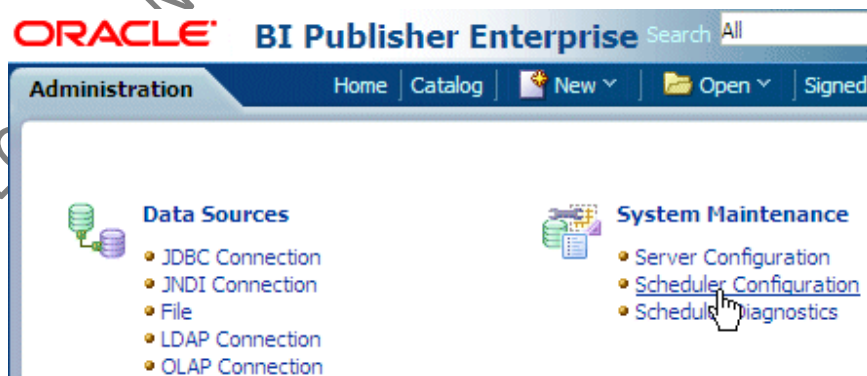 ORACLE BI Publisher Enterprise Search All
Administration Home Catalog New Open Signed
Data Sources
JDBC Connection
JNDI Connection
File
LDAP Connection
OLAP Connection
System Maintenance
Server Configuration
Scheduler Configuration
Diagnostics